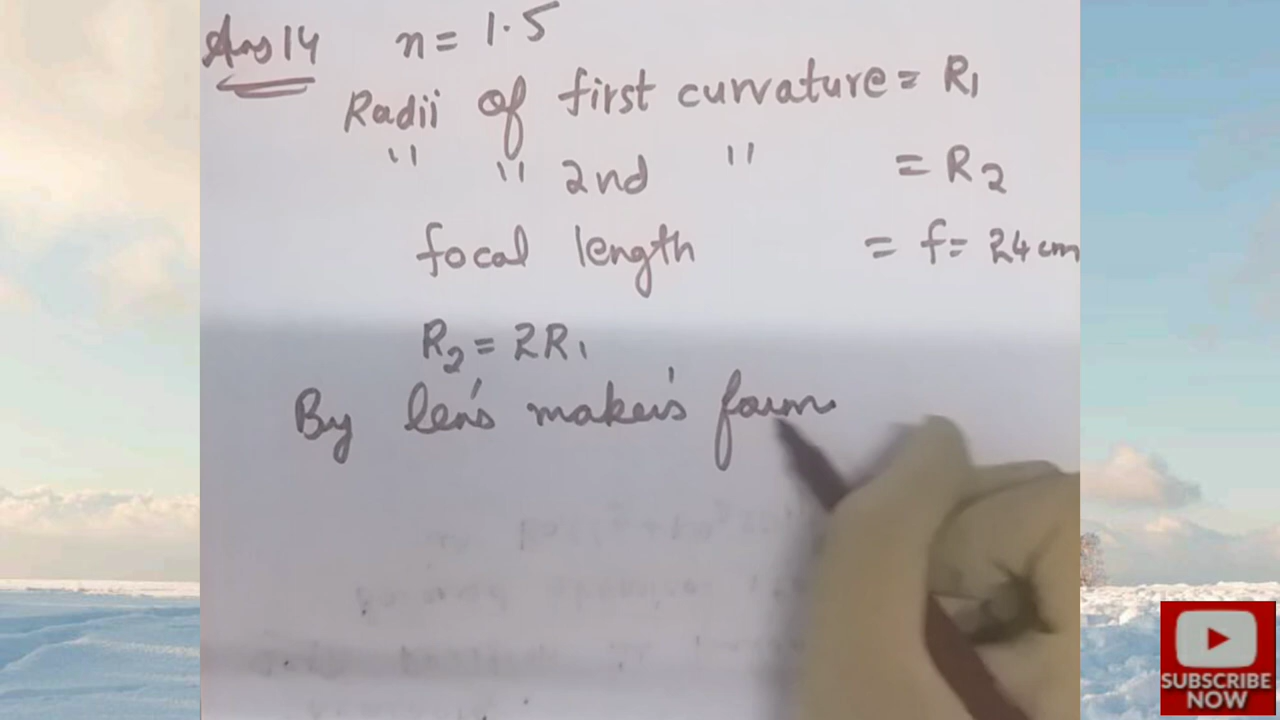 Ans 14 n = 1.5
Radii of first curvature = R1
" " 2nd " = R2
focal length = f = 24 cm
R2 = 2R1
By len's maker's form
SUBSCRIBE
NOW